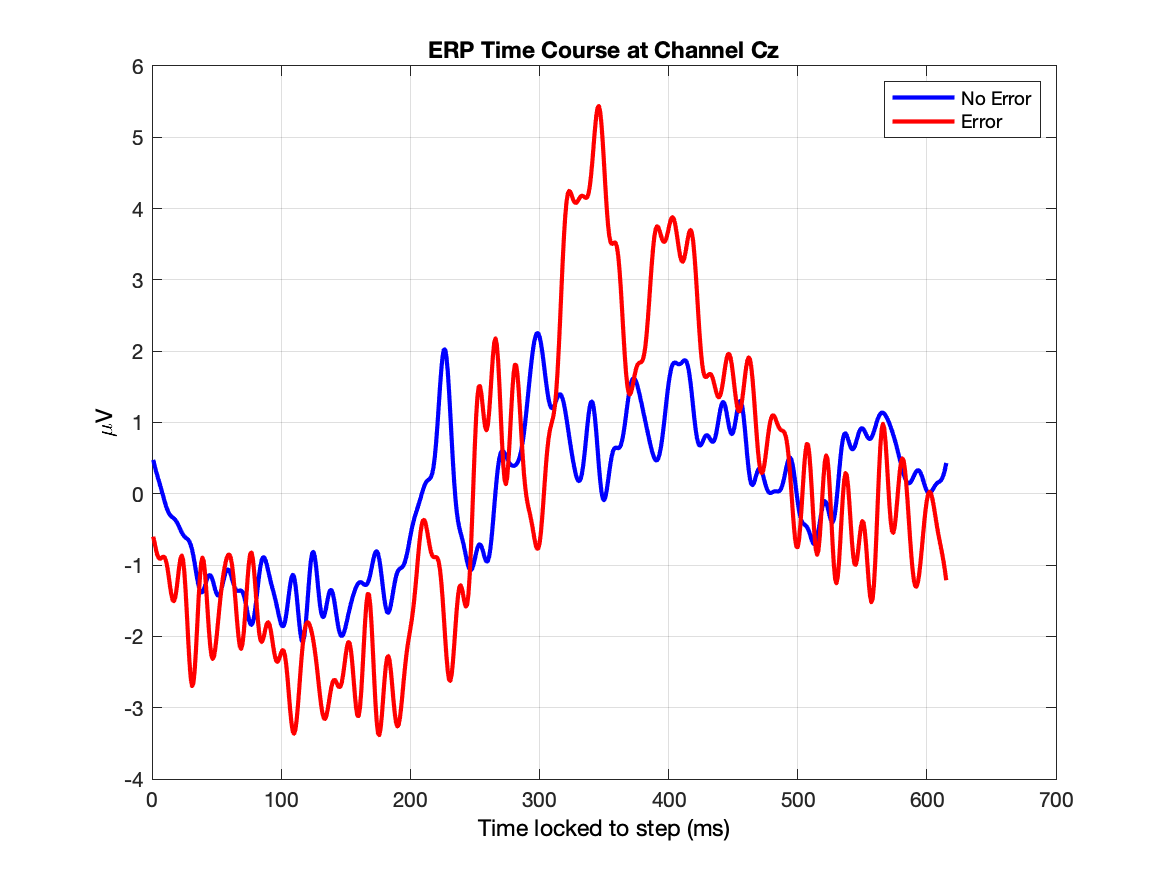 ERP Time Course at Channel Cz
No Error
Error
6
5
4
3
2
1
0
-1
-2
-3
-4
μV
0 100 200 300 400 500 600 700
Time locked to step (ms)